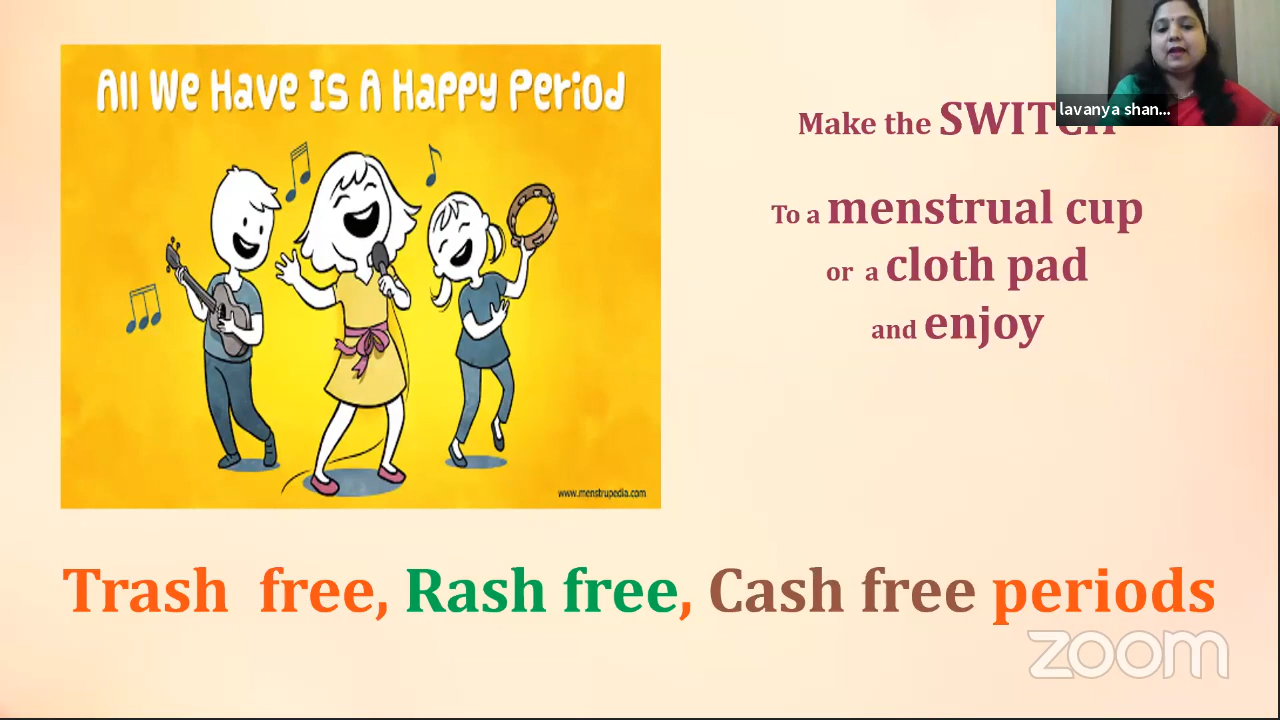 All We Have Is A Happy Period
www.menstrupedia.com
Make the SWITCH
To a menstrual cup
or a cloth pad
and enjoy
lavanya shan...
Trash free, Rash free, Cash free periods
zoom